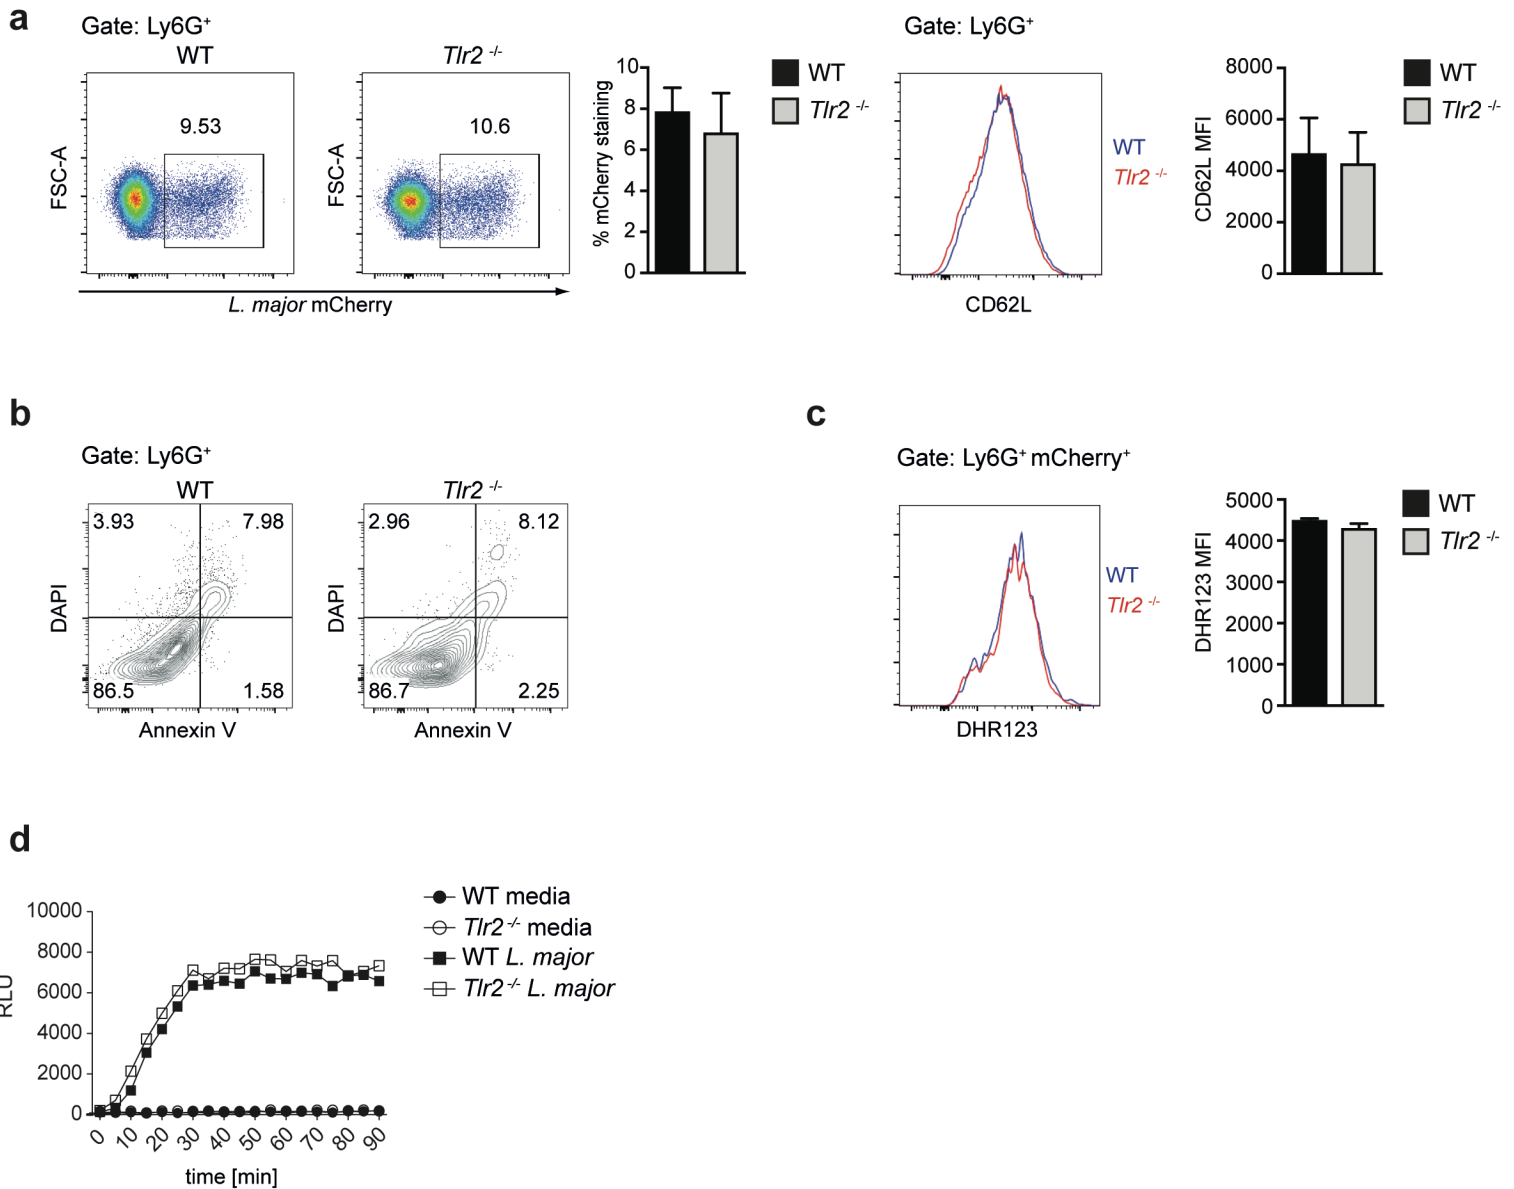 a
Gate: Ly6G+
WT
Tlr2 -/-
9.53
10.6
FSC-A
FSC-A
L. major mCherry
% mCherry staining
10
8
6
4
2
0
WT
Tlr2 -/-
Gate: Ly6G+
WT
Tlr2 -/-
CD62L
CD62L MFI
8000
6000
4000
2000
0
WT
Tlr2 -/-
b
Gate: Ly6G+
WT
Tlr2 -/-
3.93
7.98
86.5
1.58
DAPI
Annexin V
2.96
8.12
86.7
2.25
DAPI
Annexin V
c
Gate: Ly6G+ mCherry+
WT
Tlr2 -/-
DHR123
DHR123 MFI
5000
4000
3000
2000
1000
0
WT
Tlr2 -/-
d
RLU
10000
8000
6000
4000
2000
0
0 10 20 30 40 50 60 70 80 90
time [min]
WT media
Tlr2 -/- media
WT L. major
Tlr2 -/- L. major